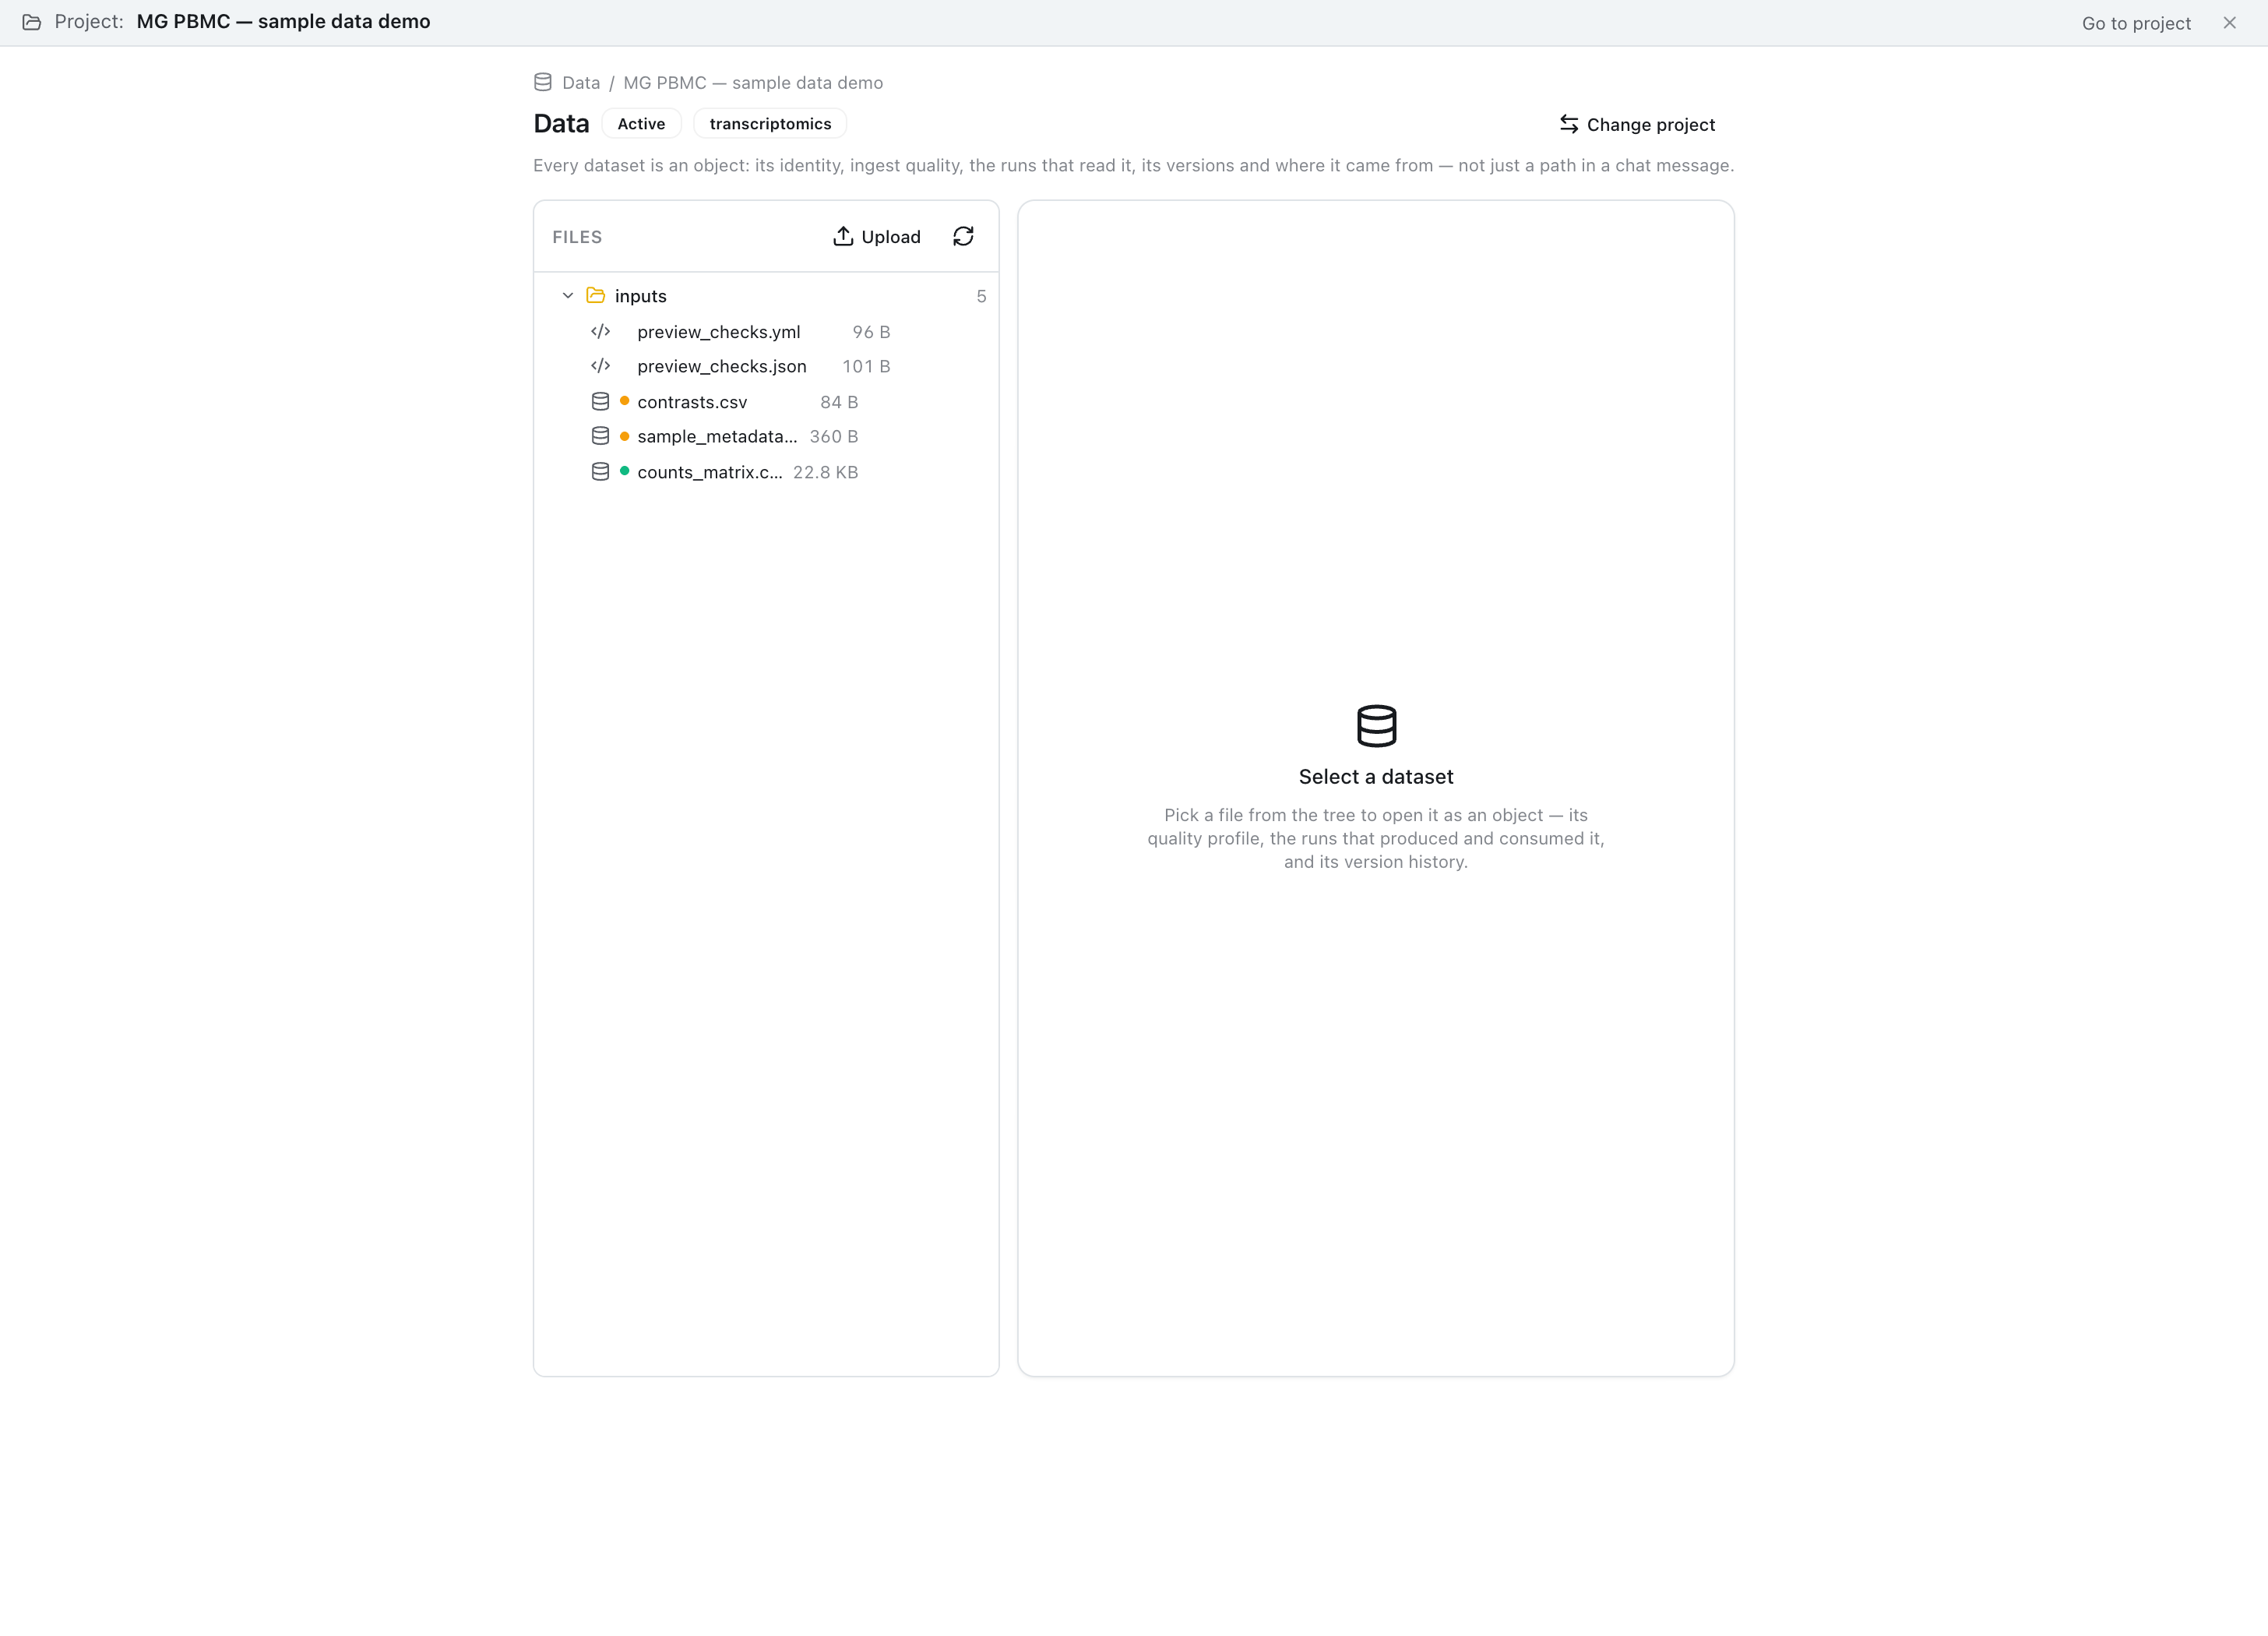 Project: MG PBMC — sample data demo
Go to project
Data / MG PBMC — sample data demo
Data
Active
transcriptomics
Change project
Every dataset is an object: its identity, ingest quality, the runs that read it, its versions and where it came from — not just a path in a chat message.
FILES
Upload
inputs 5
preview_checks.yml 96 B
preview_checks.json 101 B
contrasts.csv 84 B
sample_metadata... 360 B
counts_matrix.c... 22.8 KB
Select a dataset
Pick a file from the tree to open it as an object — its
quality profile, the runs that produced and consumed it,
and its version history.